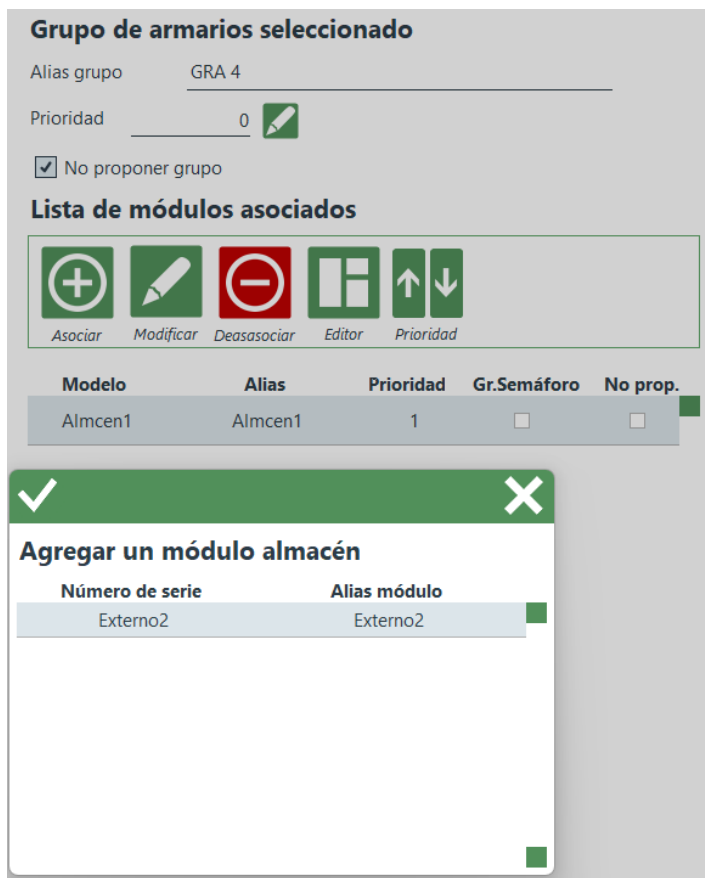 Grupo de armarios seleccionado
Alias grupo GRA 4
Prioridad 0
No proponer grupo
Lista de módulos asociados
Asociar Modificar Deasasociar Editor Prioridad
Modelo Alias Prioridad Gr.Semáforo No prop.
Almcen1 Almcen1 1
Agregar un módulo almacén
Número de serie Alias módulo
Externo2 Externo2